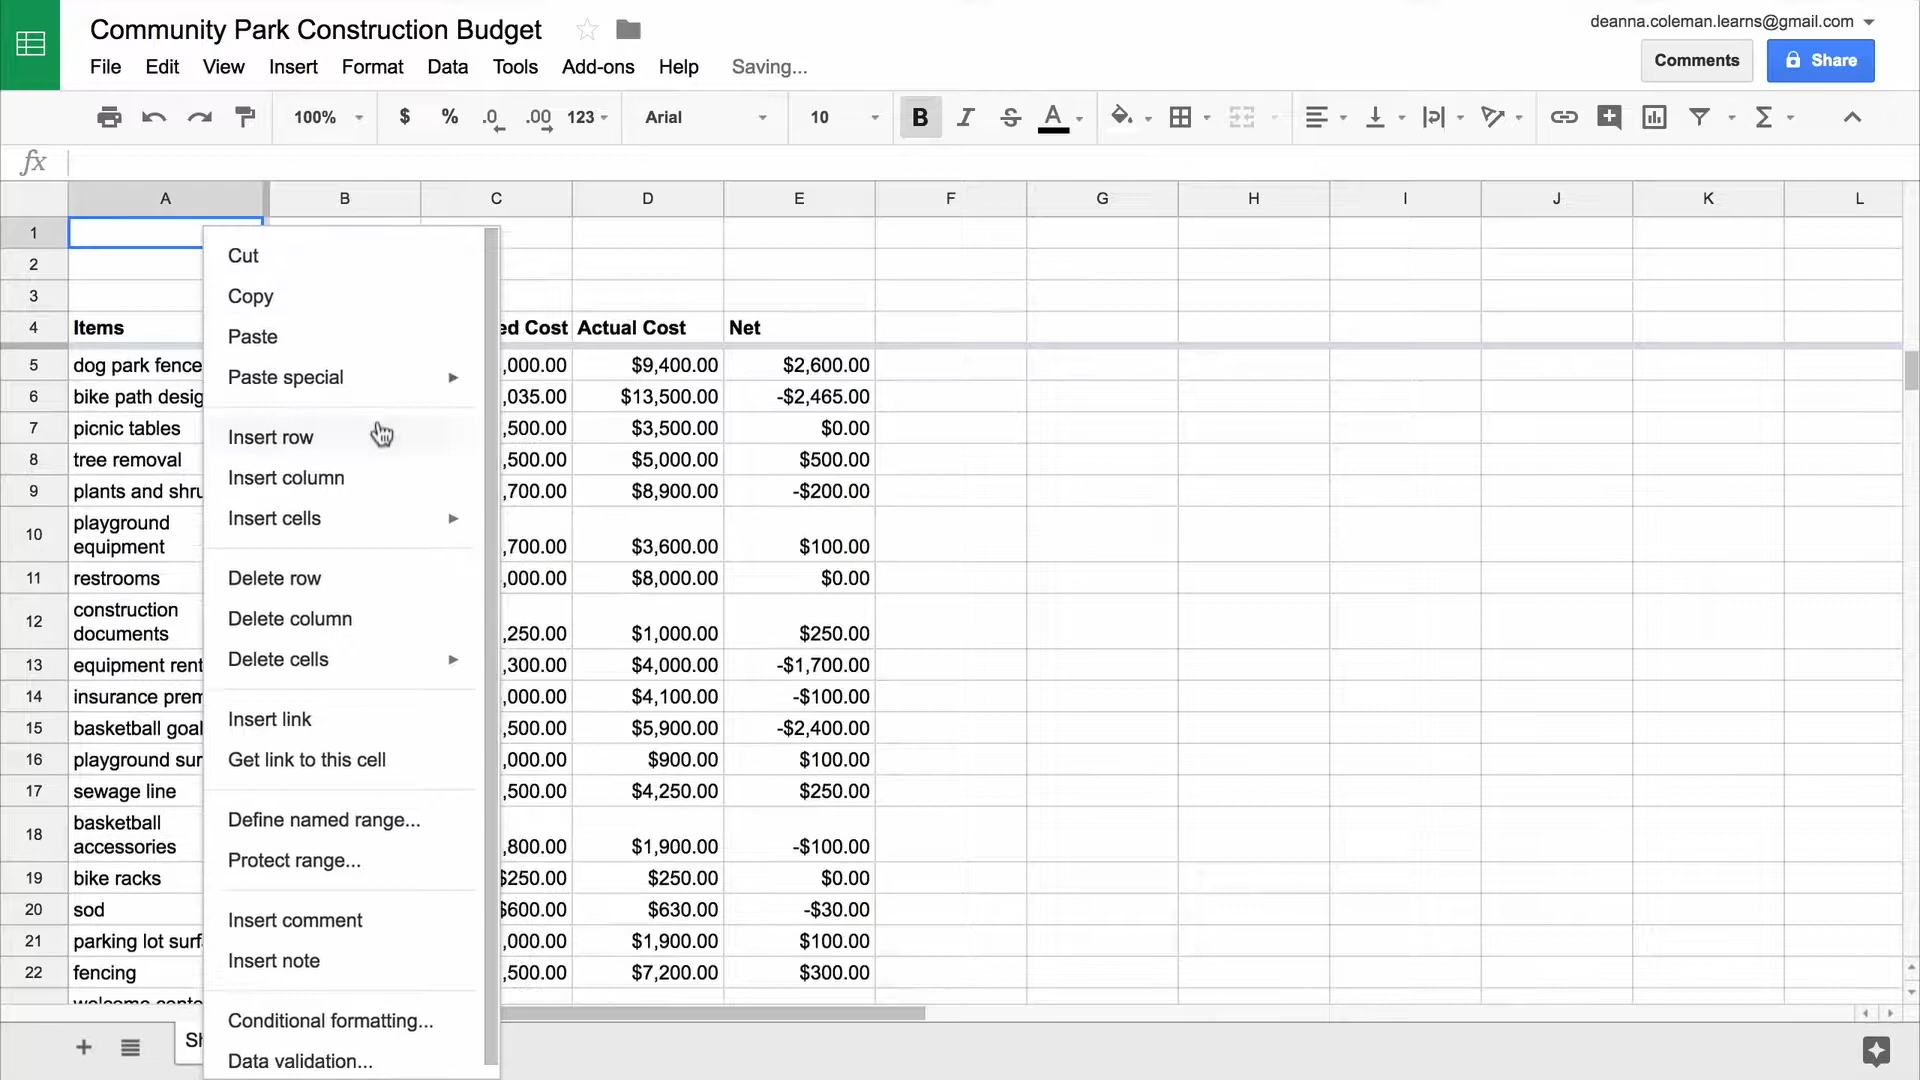 Community Park Construction Budget
deanna.coleman.learns@gmail.com
File Edit View Insert Format Data Tools Add-ons Help Saving...
Comments Share
100% $ % .0 .00 123 Arial 10 B I S A Σ
fx
A B C D E F G H I J K L
1
2
3
4 Items ed Cost Actual Cost Net
5 dog park fence ,000.00 $9,400.00 $2,600.00
6 bike path desig ,035.00 $13,500.00 -$2,465.00
7 picnic tables ,500.00 $3,500.00 $0.00
8 tree removal ,500.00 $5,000.00 $500.00
9 plants and shru ,700.00 $8,900.00 -$200.00
10 playground equipment ,700.00 $3,600.00 $100.00
11 restrooms ,000.00 $8,000.00 $0.00
12 construction documents ,250.00 $1,000.00 $250.00
13 equipment rent ,300.00 $4,000.00 -$1,700.00
14 insurance prem ,000.00 $4,100.00 -$100.00
15 basketball goal ,500.00 $5,900.00 -$2,400.00
16 playground sur ,000.00 $900.00 $100.00
17 sewage line ,500.00 $4,250.00 $250.00
18 basketball accessories ,800.00 $1,900.00 -$100.00
19 bike racks $250.00 $250.00 $0.00
20 sod $600.00 $630.00 -$30.00
21 parking lot surf ,000.00 $1,900.00 $100.00
22 fencing ,500.00 $7,200.00 $300.00
welcome cente
Cut
Copy
Paste
Paste special
Insert row
Insert column
Insert cells
Delete row
Delete column
Delete cells
Insert link
Get link to this cell
Define named range...
Protect range...
Insert comment
Insert note
Conditional formatting...
Data validation...
Sh